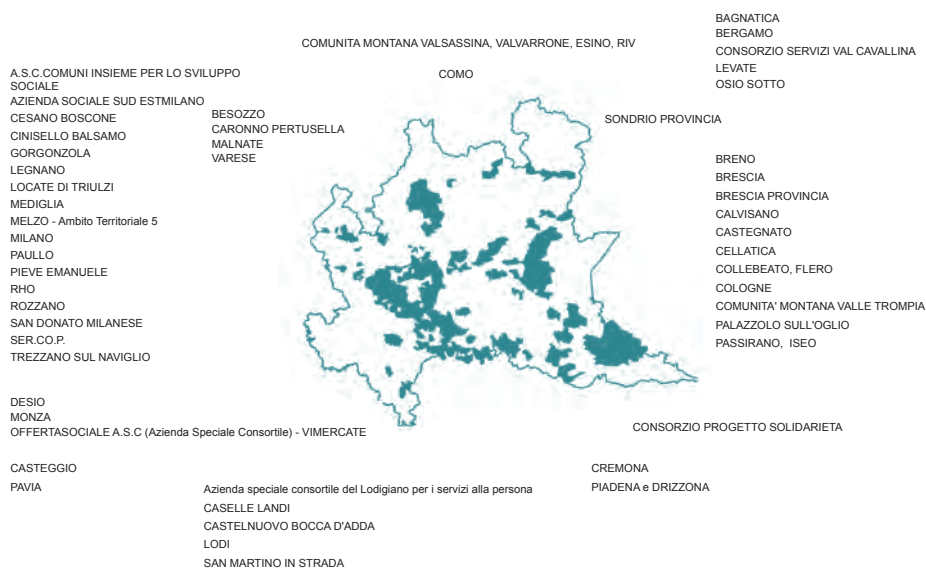 COMUNITA MONTANA VALSASSINA, VALVARRONE, ESINO, RIV
COMO
BAGNATICA
BERGAMO
CONSORZIO SERVIZI VAL CAVALLINA
LEVATE
OSIO SOTTO
A.S.C.COMUNI INSIEME PER LO SVILUPPO
SOCIALE
AZIENDA SOCIALE SUD ESTMILANO
CESANO BOSCONE
CINISELLO BALSAMO
GORGONZOLA
LEGNANO
LOCATE DI TRIULZI
MEDIGLIA
MELZO - Ambito Territoriale 5
MILANO
PAULLO
PIEVE EMANUELE
RHO
ROZZANO
SAN DONATO MILANESE
SER.CO.P.
TREZZANO SUL NAVIGLIO
BESOZZO
CARONNO PERTUSELLA
MALNATE
VARESE
SONDRIO PROVINCIA
BRENO
BRESCIA
BRESCIA PROVINCIA
CALVISANO
CASTEGNATO
CELLATICA
COLLEBEATO, FLERO
COLOGNE
COMUNITA' MONTANA VALLE TROMPIA
PALAZZOLO SULL'OGLIO
PASSIRANO, ISEO
DESIO
MONZA
OFFERTASOCIALE A.S.C (Azienda Speciale Consortile) - VIMERCATE
CONSORZIO PROGETTO SOLIDARIETA
CASTEGGIO
PAVIA
Azienda speciale consortile del Lodigiano per i servizi alla persona
CASELLE LANDI
CASTELNUOVO BOCCA D'ADDA
LODI
SAN MARTINO IN STRADA
CREMONA
PIADENA e DRIZZONA